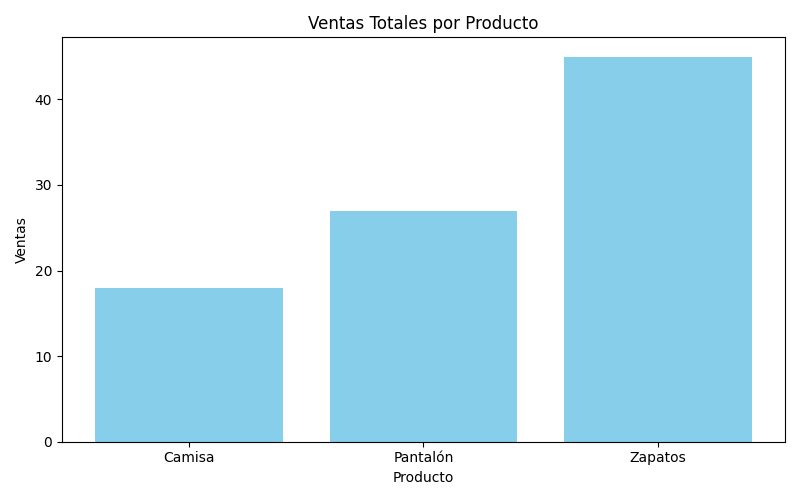 Ventas Totales por Producto
40
30
20
10
0
Ventas
Camisa Pantalón Zapatos
Producto